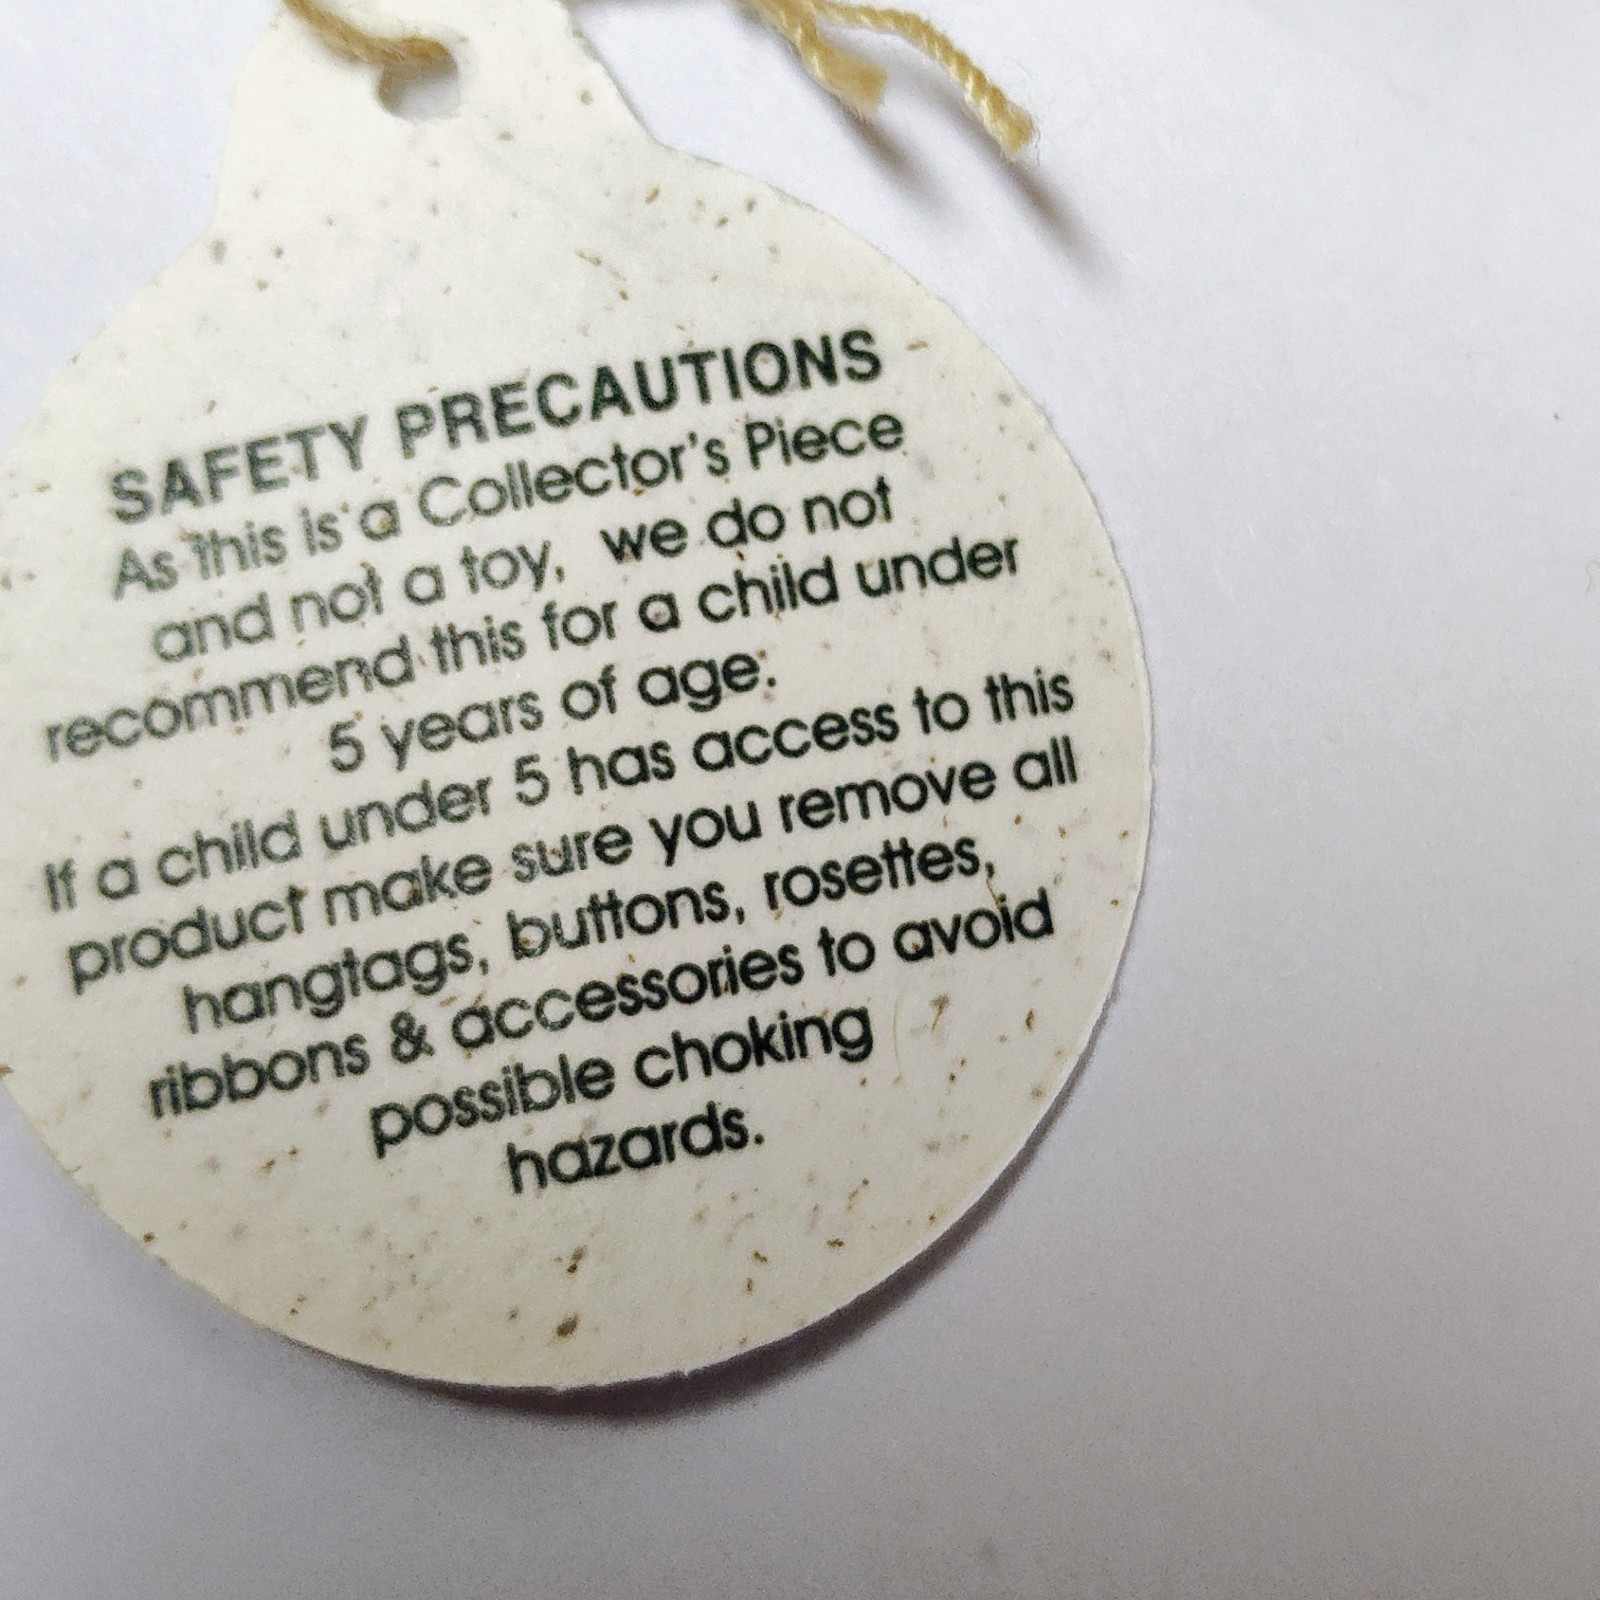 SAFETY PRECAUTIONS
As this is a Collector's Piece
and not a toy, we do not
recommend this for a child under
5 years of age.
If a child under 5 has access to this
product make sure you remove all
hangtags, buttons, rosettes,
ribbons & accessories to avoid
possible choking
hazards.